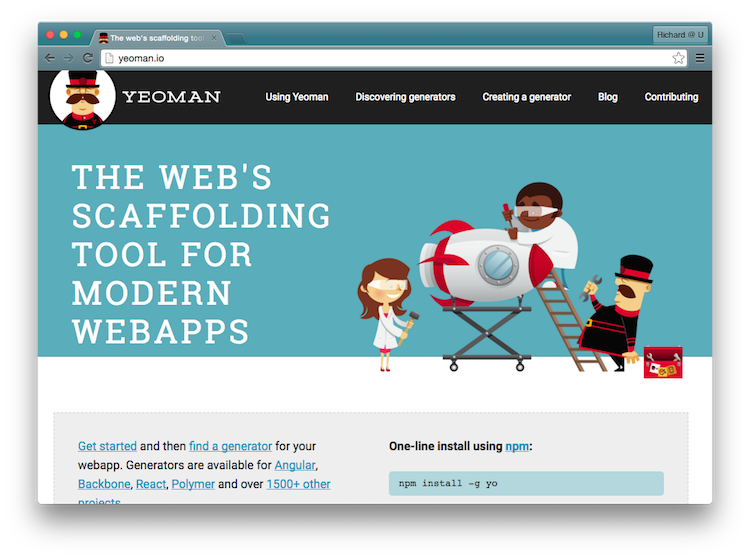 The web's scaffolding tool
Richard @ U
yeoman.io
YEOMAN
Using Yeoman
Discovering generators
Creating a generator
Blog
Contributing
THE WEB'S
SCAFFOLDING
TOOL FOR
MODERN
WEBAPPS
Get started and then find a generator for your
webapp. Generators are available for Angular,
Backbone, React, Polymer and over 1500+ other
projects
One-line install using npm:
npm install -g yo